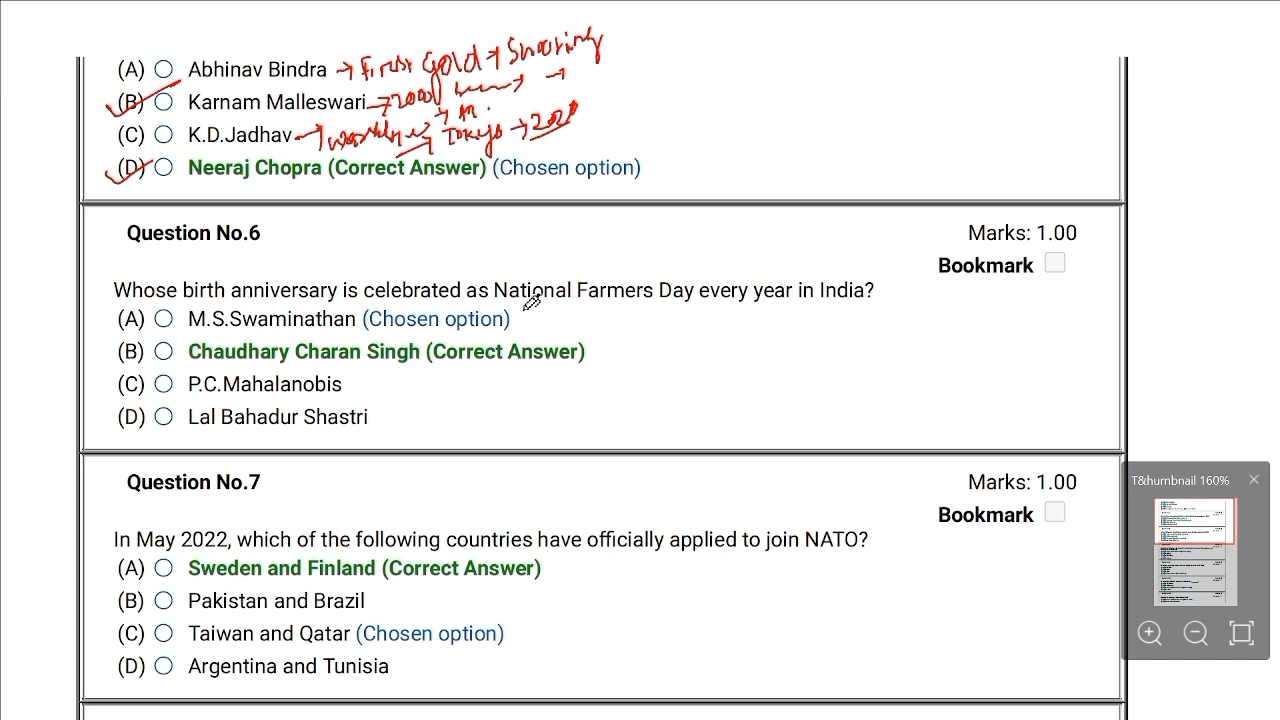 (A) Abhinav Bindra → First Gold → Shooting
(B) Karnam Malleswari → 2000
(C) K.D.Jadhav → Tokyo → 2020
(D) Neeraj Chopra (Correct Answer) (Chosen option)
Question No.6 Marks: 1.00
Bookmark
Whose birth anniversary is celebrated as National Farmers Day every year in India?
(A) M.S.Swaminathan (Chosen option)
(B) Chaudhary Charan Singh (Correct Answer)
(C) P.C.Mahalanobis
(D) Lal Bahadur Shastri
Question No.7 Marks: 1.00
Bookmark
In May 2022, which of the following countries have officially applied to join NATO?
(A) Sweden and Finland (Correct Answer)
(B) Pakistan and Brazil
(C) Taiwan and Qatar (Chosen option)
(D) Argentina and Tunisia
T&humbnail 160%